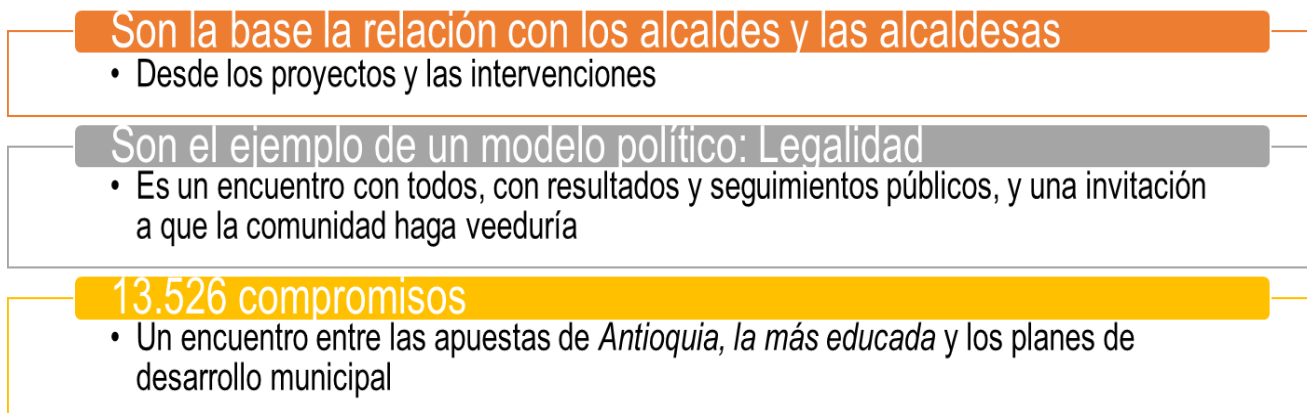 Son la base la relación con los alcaldes y las alcaldesas
• Desde los proyectos y las intervenciones
Son el ejemplo de un modelo político: Legalidad
• Es un encuentro con todos, con resultados y seguimientos públicos, y una invitación
a que la comunidad haga veeduría
13.526 compromisos
• Un encuentro entre las apuestas de Antioquia, la más educada y los planes de
desarrollo municipal